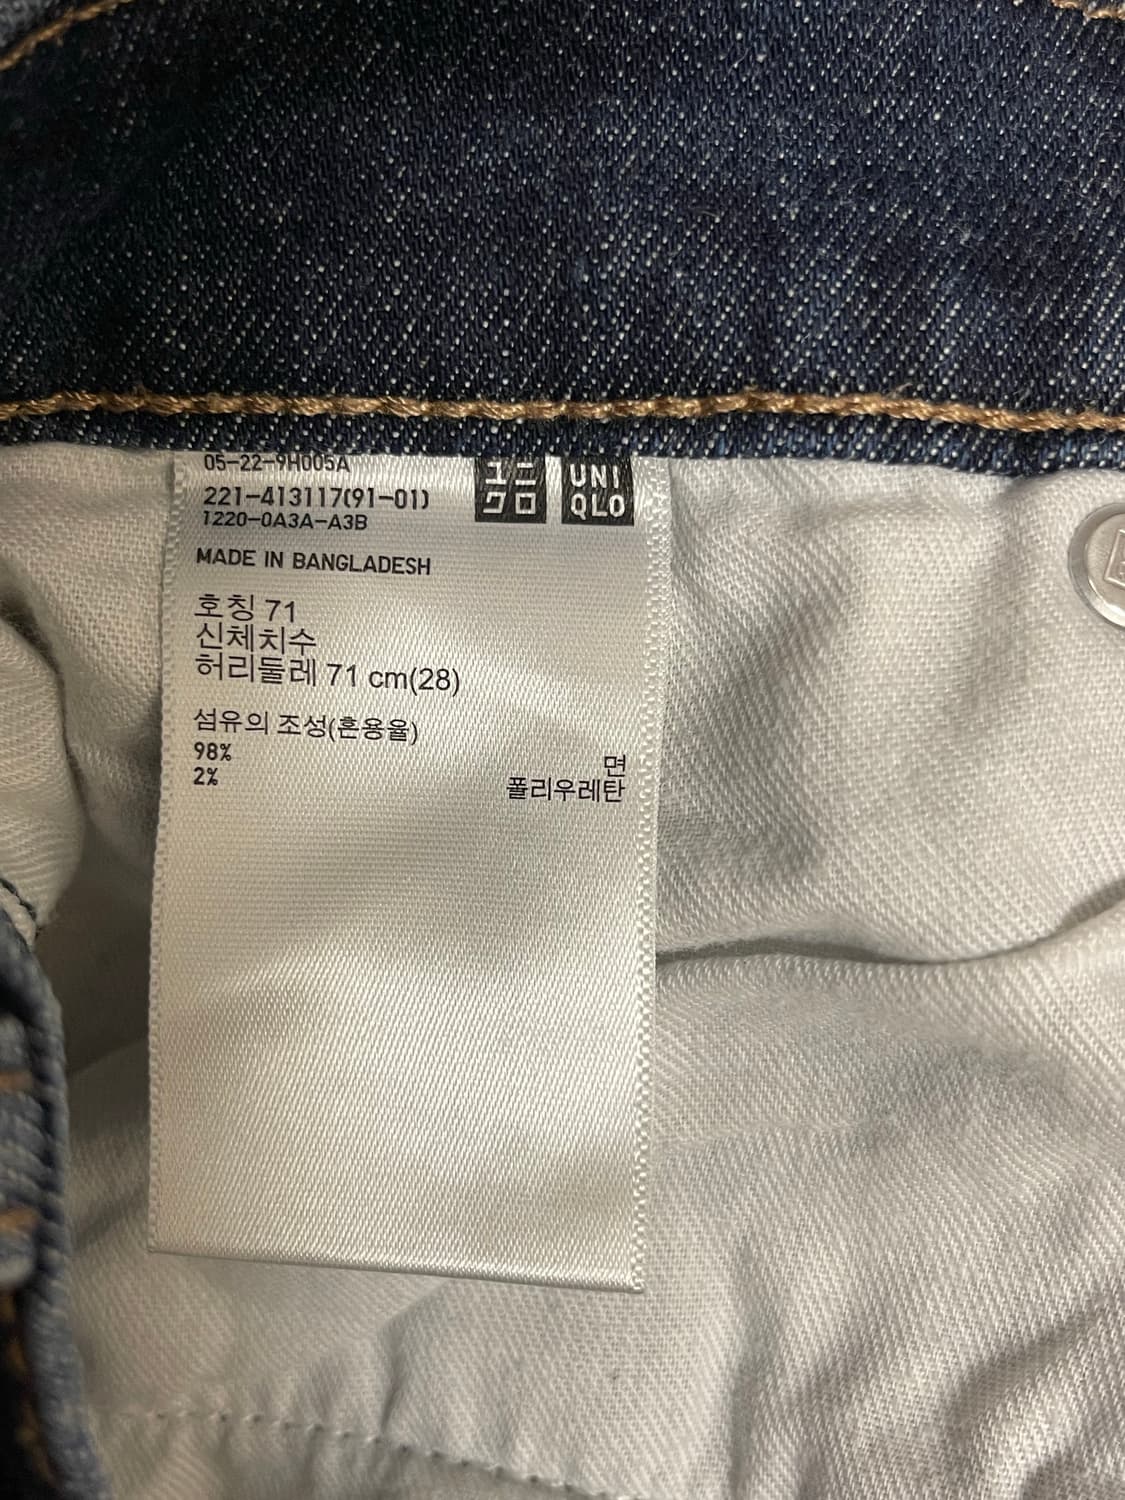 05-22-9H005A
ユニ
クロ
UNI
QLO
221-413117(91-01)
1220-0A3A-A3B
MADE IN BANGLADESH
호칭 71
신체치수
허리둘레 71 cm(28)
섬유의 조성(혼용율)
98% 면
2% 폴리우레탄